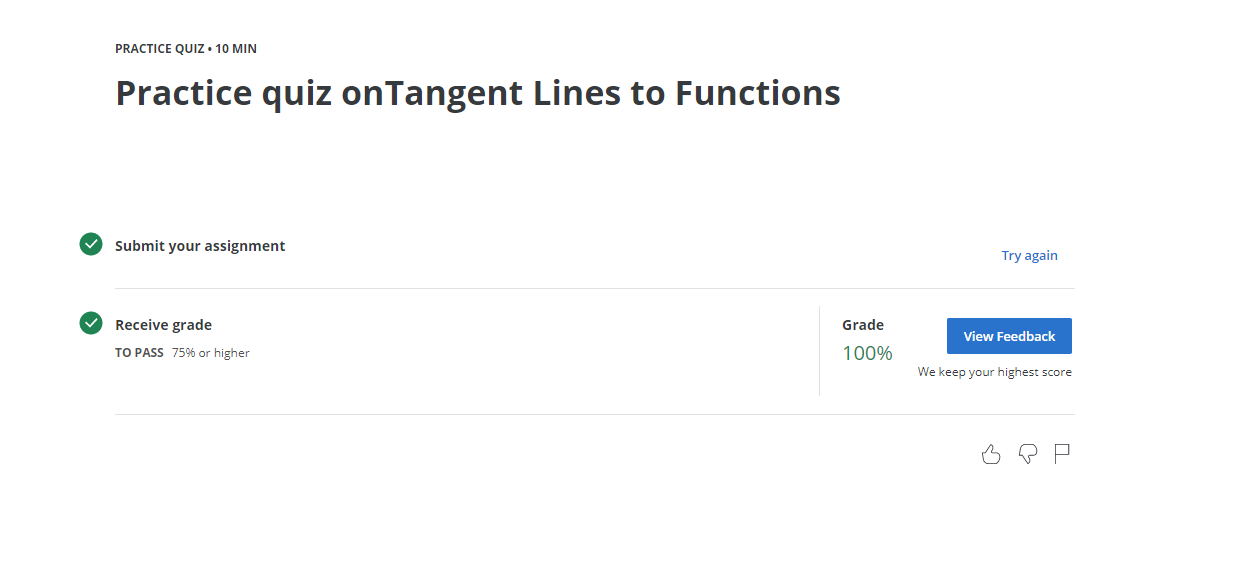 PRACTICE QUIZ • 10 MIN
Practice quiz onTangent Lines to Functions
Submit your assignment
Try again
Receive grade
TO PASS 75% or higher
Grade
100%
View Feedback
We keep your highest score